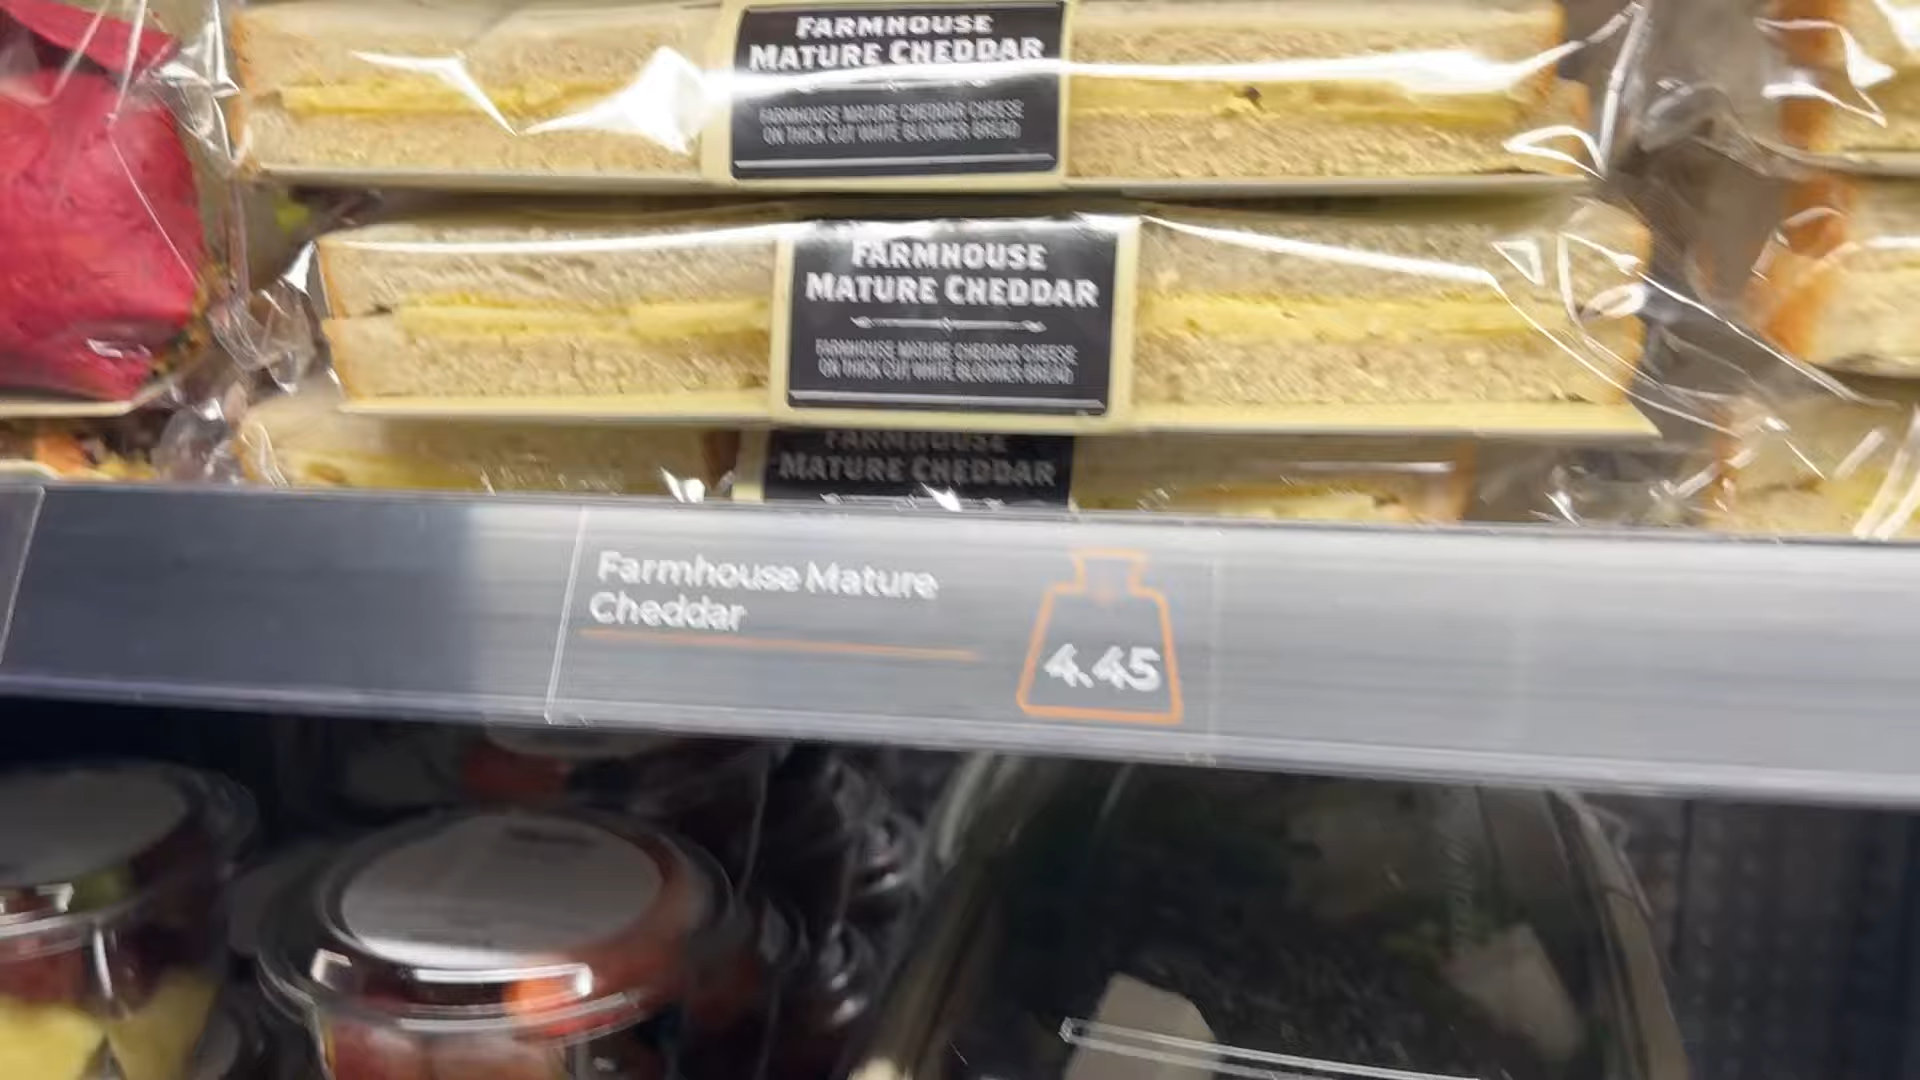 FARMHOUSE
MATURE CHEDDAR
FARMHOUSE MATURE CHEDDAR CHEESE
ON THICK CUT WHITE BLOOMER BREAD
FARMHOUSE
MATURE CHEDDAR
FARMHOUSE MATURE CHEDDAR CHEESE
ON THICK CUT WHITE BLOOMER BREAD
FARMHOUSE
MATURE CHEDDAR
Farmhouse Mature
Cheddar
4.45